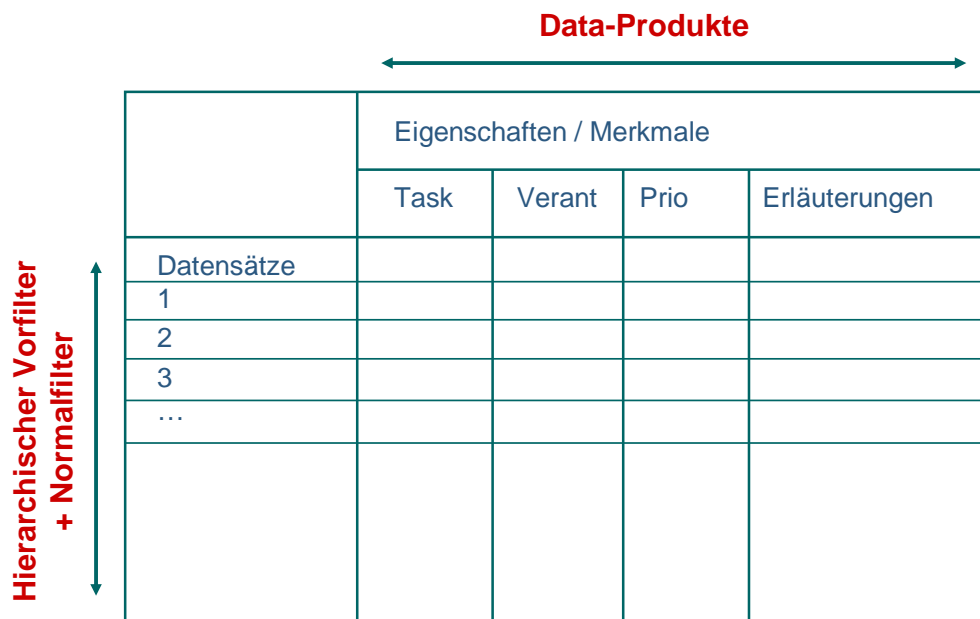 Data-Produkte
Eigenschaften / Merkmale
Task Verant Prio Erläuterungen
Hierarchischer Vorfilter
+ Normalfilter
Datensätze
1
2
3
…